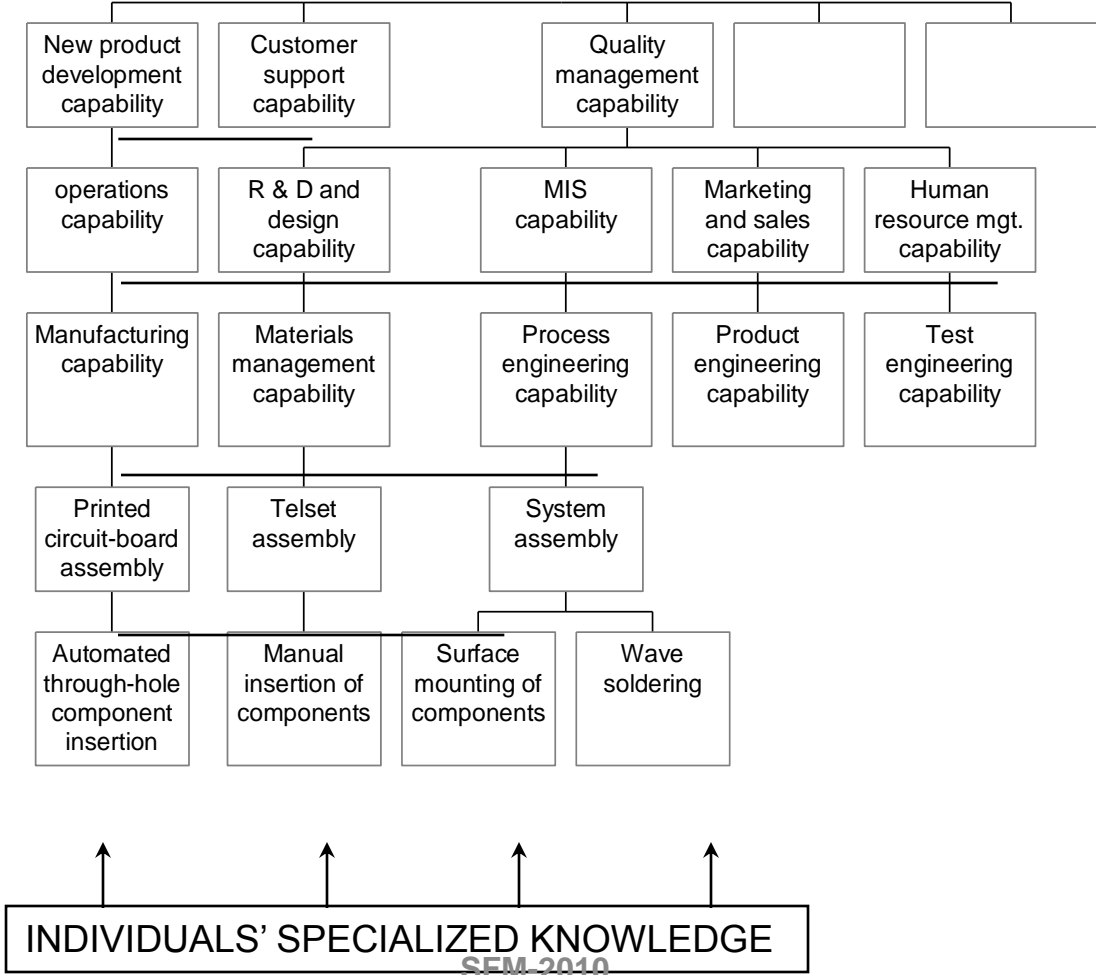 New product
development
capability
Customer
support
capability
Quality
management
capability
operations
capability
R & D and
design
capability
MIS
capability
Marketing
and sales
capability
Human
resource mgt.
capability
Manufacturing
capability
Materials
management
capability
Process
engineering
capability
Product
engineering
capability
Test
engineering
capability
Printed
circuit-board
assembly
Telset
assembly
System
assembly
Automated
through-hole
component
insertion
Manual
insertion of
components
Surface
mounting of
components
Wave
soldering
INDIVIDUALS’ SPECIALIZED KNOWLEDGE
SFM-2010